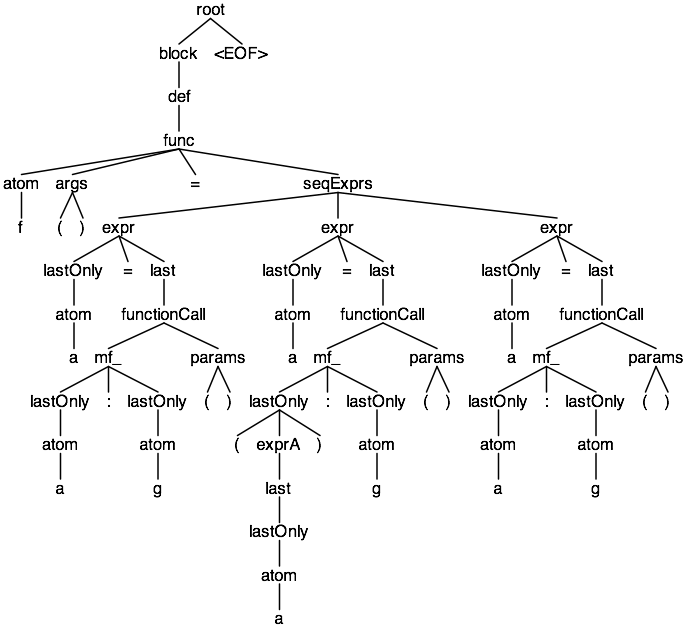 root
block <EOF>
def
func
atom args = seqExprs
f ( ) expr expr expr
lastOnly = last lastOnly = last lastOnly = last
atom functionCall atom functionCall atom functionCall
a mf_ params a mf_ params a mf_ params
lastOnly : lastOnly ( ) lastOnly : lastOnly ( ) lastOnly : lastOnly ( )
atom atom ( exprA ) atom atom atom
a g last g a g
lastOnly
atom
a